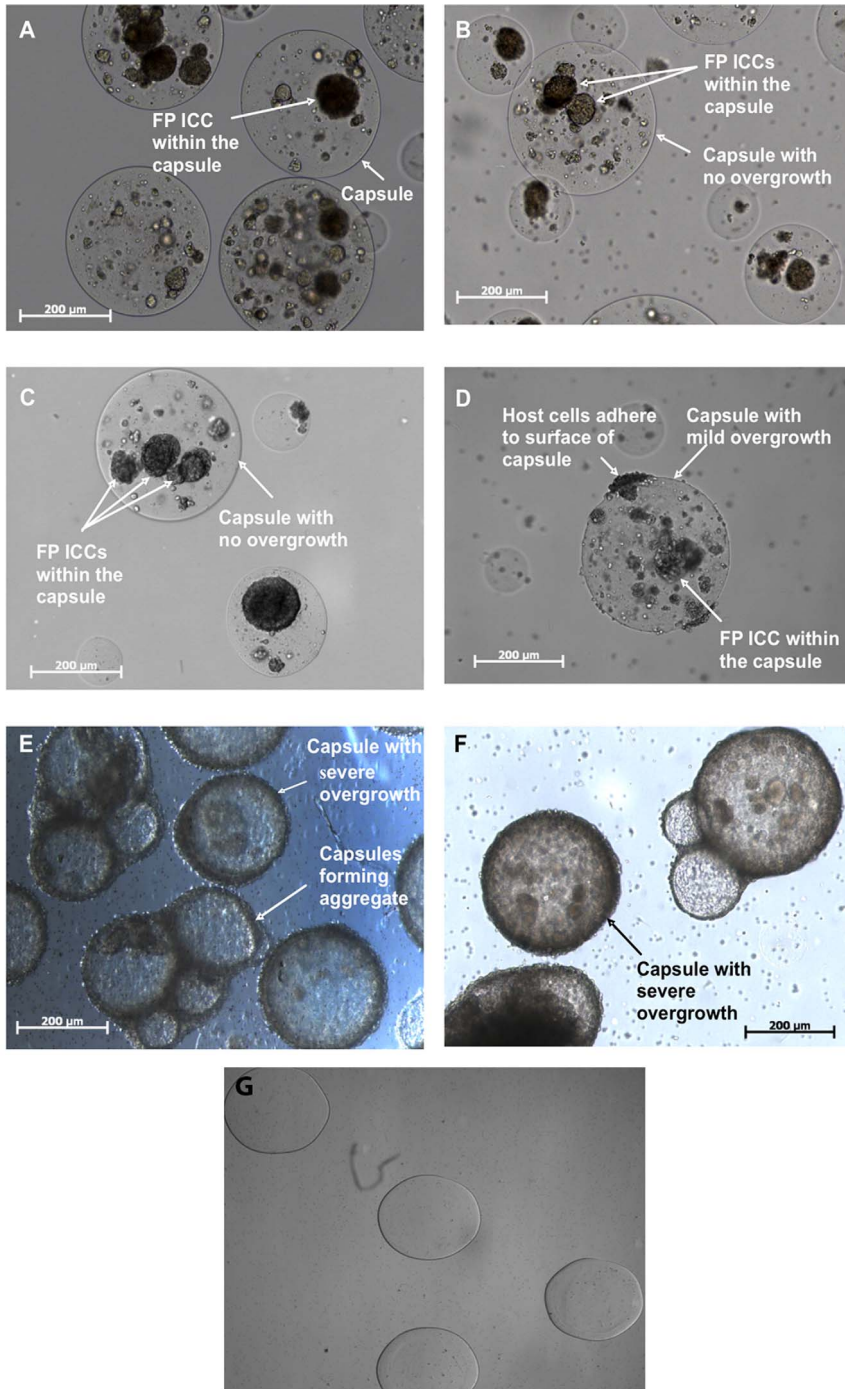 A
FP ICC
within the
capsule
Capsule
200 µm
B
FP ICCs
within the
capsule
Capsule with
no overgrowth
200 µm
C
FP ICCs
within the
capsule
Capsule with
no overgrowth
200 µm
D
Host cells adhere
to surface of
capsule
Capsule with
mild overgrowth
FP ICC within
the capsule
200 µm
E
Capsule with
severe
overgrowth
Capsules
forming
aggregate
200 µm
F
Capsule with
severe
overgrowth
200 µm
G